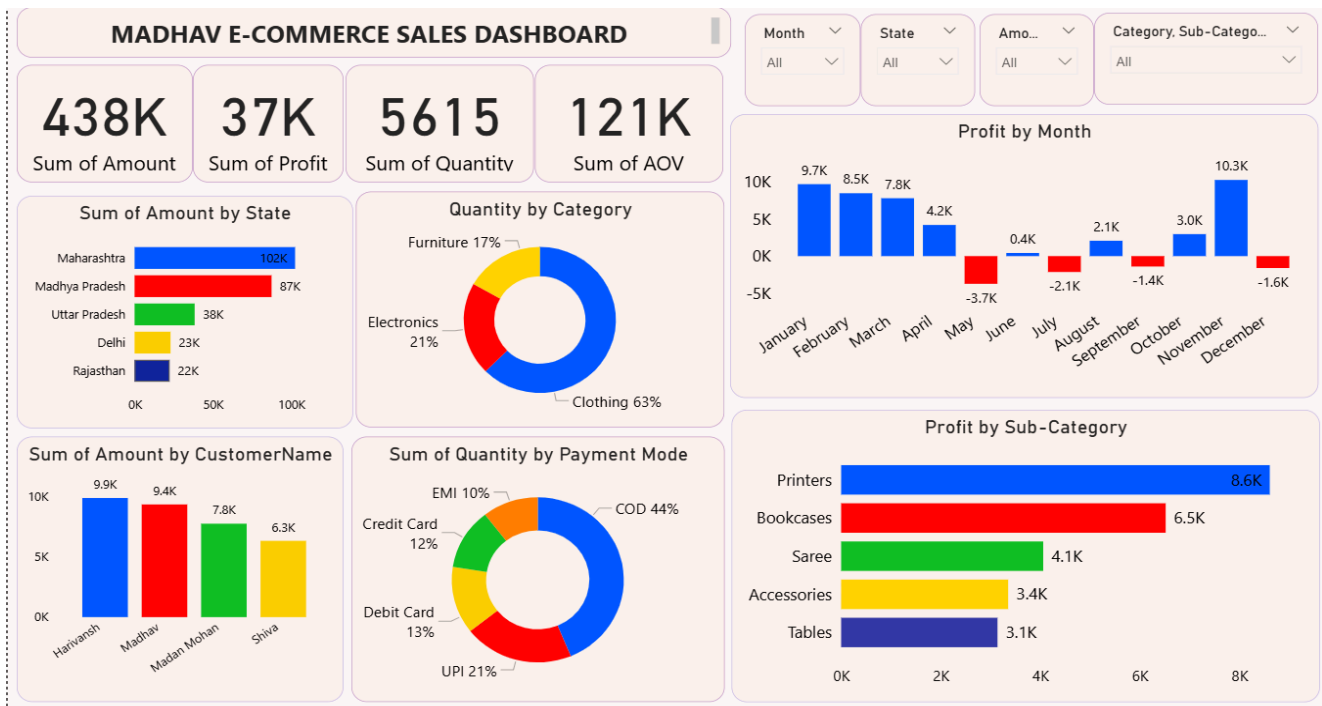 MADHAV E-COMMERCE SALES DASHBOARD
Month
All
State
All
Amo...
All
Category, Sub-Catego...
All
438K
Sum of Amount
37K
Sum of Profit
5615
Sum of Quantity
121K
Sum of AOV
Profit by Month
10K
5K
0K
-5K
9.7K
8.5K
7.8K
4.2K
-3.7K
0.4K
-2.1K
2.1K
-1.4K
3.0K
10.3K
-1.6K
January
February
March
April
May
June
July
August
September
October
November
December
Sum of Amount by State
Maharashtra
102K
Madhya Pradesh
87K
Uttar Pradesh
38K
Delhi
23K
Rajasthan
22K
0K
50K
100K
Quantity by Category
Furniture 17%
Electronics
21%
Clothing 63%
Sum of Amount by CustomerName
10K
5K
0K
9.9K
9.4K
7.8K
6.3K
Harivansh
Madhav
Madan Mohan
Shiva
Sum of Quantity by Payment Mode
EMI 10%
COD 44%
Credit Card
12%
Debit Card
13%
UPI 21%
Profit by Sub-Category
Printers
8.6K
Bookcases
6.5K
Saree
4.1K
Accessories
3.4K
Tables
3.1K
0K
2K
4K
6K
8K